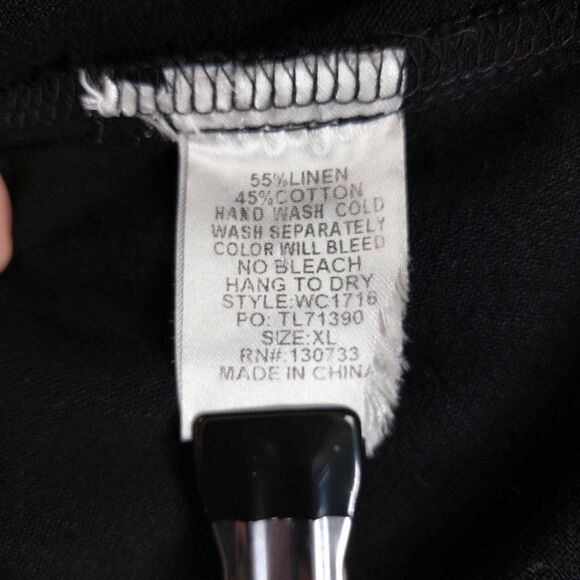 55%LINEN
45%COTTON
HAND WASH COLD
WASH SEPARATELY
COLOR WILL BLEED
NO BLEACH
HANG TO DRY
STYLE:WC1716
PO: TL71390
SIZE:XL
RN#:130733
MADE IN CHINA